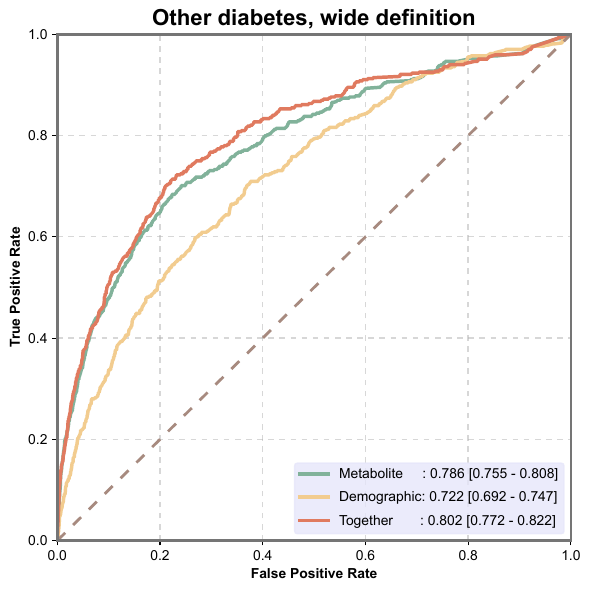 Other diabetes, wide definition
1.0
0.8
0.6
0.4
0.2
0.0
True Positive Rate
Metabolite : 0.786 [0.755 - 0.808]
Demographic: 0.722 [0.692 - 0.747]
Together : 0.802 [0.772 - 0.822]
0.0 0.2 0.4 0.6 0.8 1.0
False Positive Rate